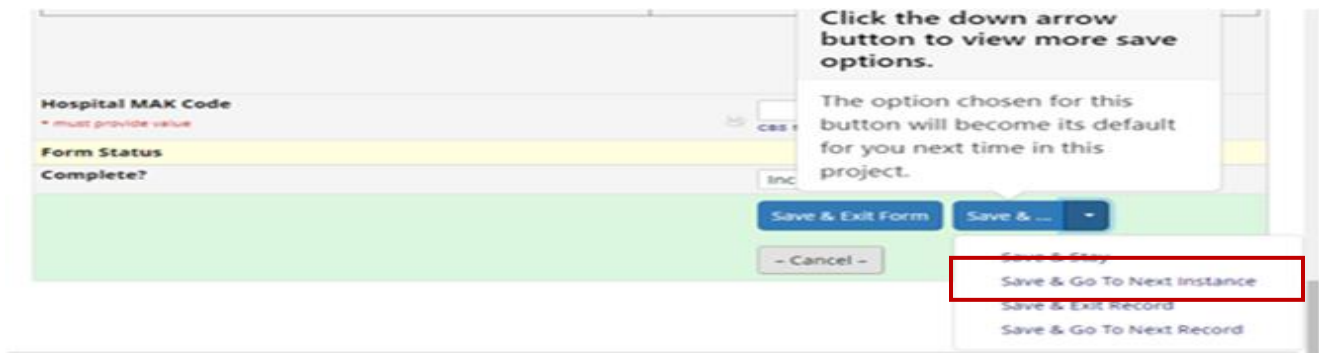 Click the down arrow
button to view more save
options.
The option chosen for this
button will become its default
for you next time in this
project.
Hospital MAK Code
* must provide value
CBS
Form Status
Complete?
Inc
Save & Exit Form
Save & ...
- Cancel -
Save & Stay
Save & Go To Next Instance
Save & Exit Record
Save & Go To Next Record